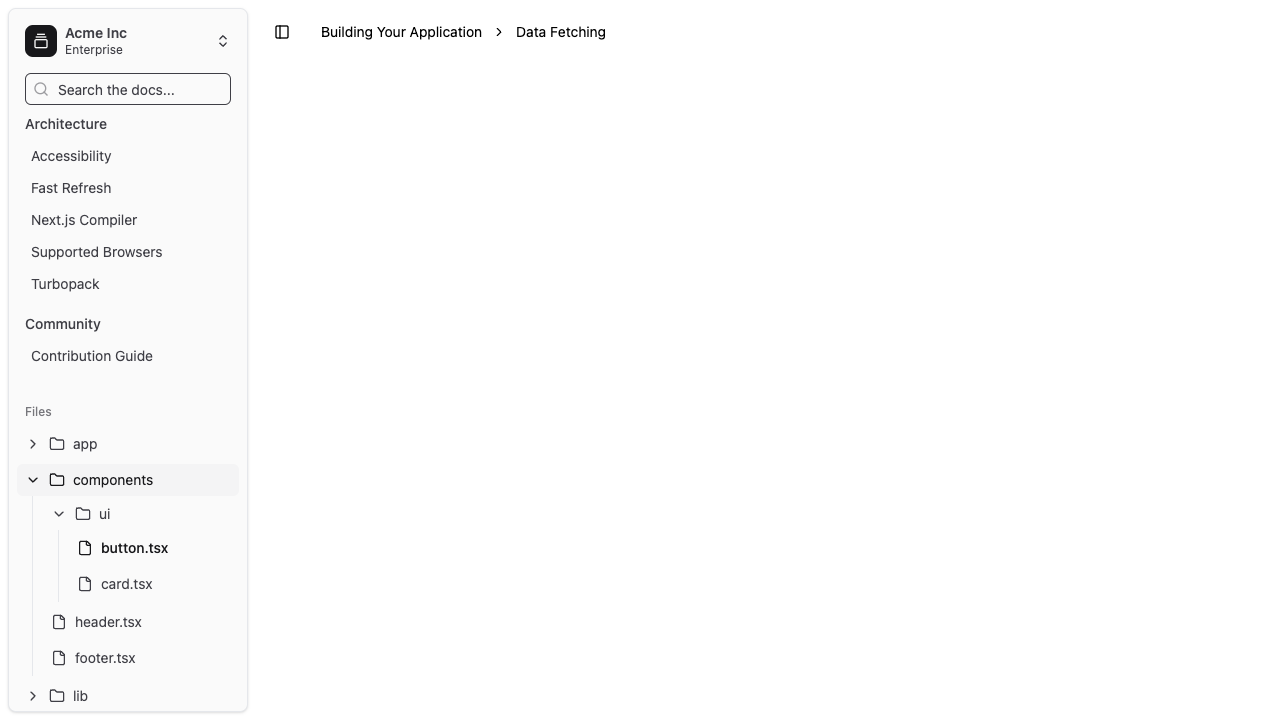 Acme Inc
Enterprise
Search the docs...
Architecture
Accessibility
Fast Refresh
Next.js Compiler
Supported Browsers
Turbopack
Community
Contribution Guide
Files
app
components
ui
button.tsx
card.tsx
header.tsx
footer.tsx
lib
Building Your Application
Data Fetching